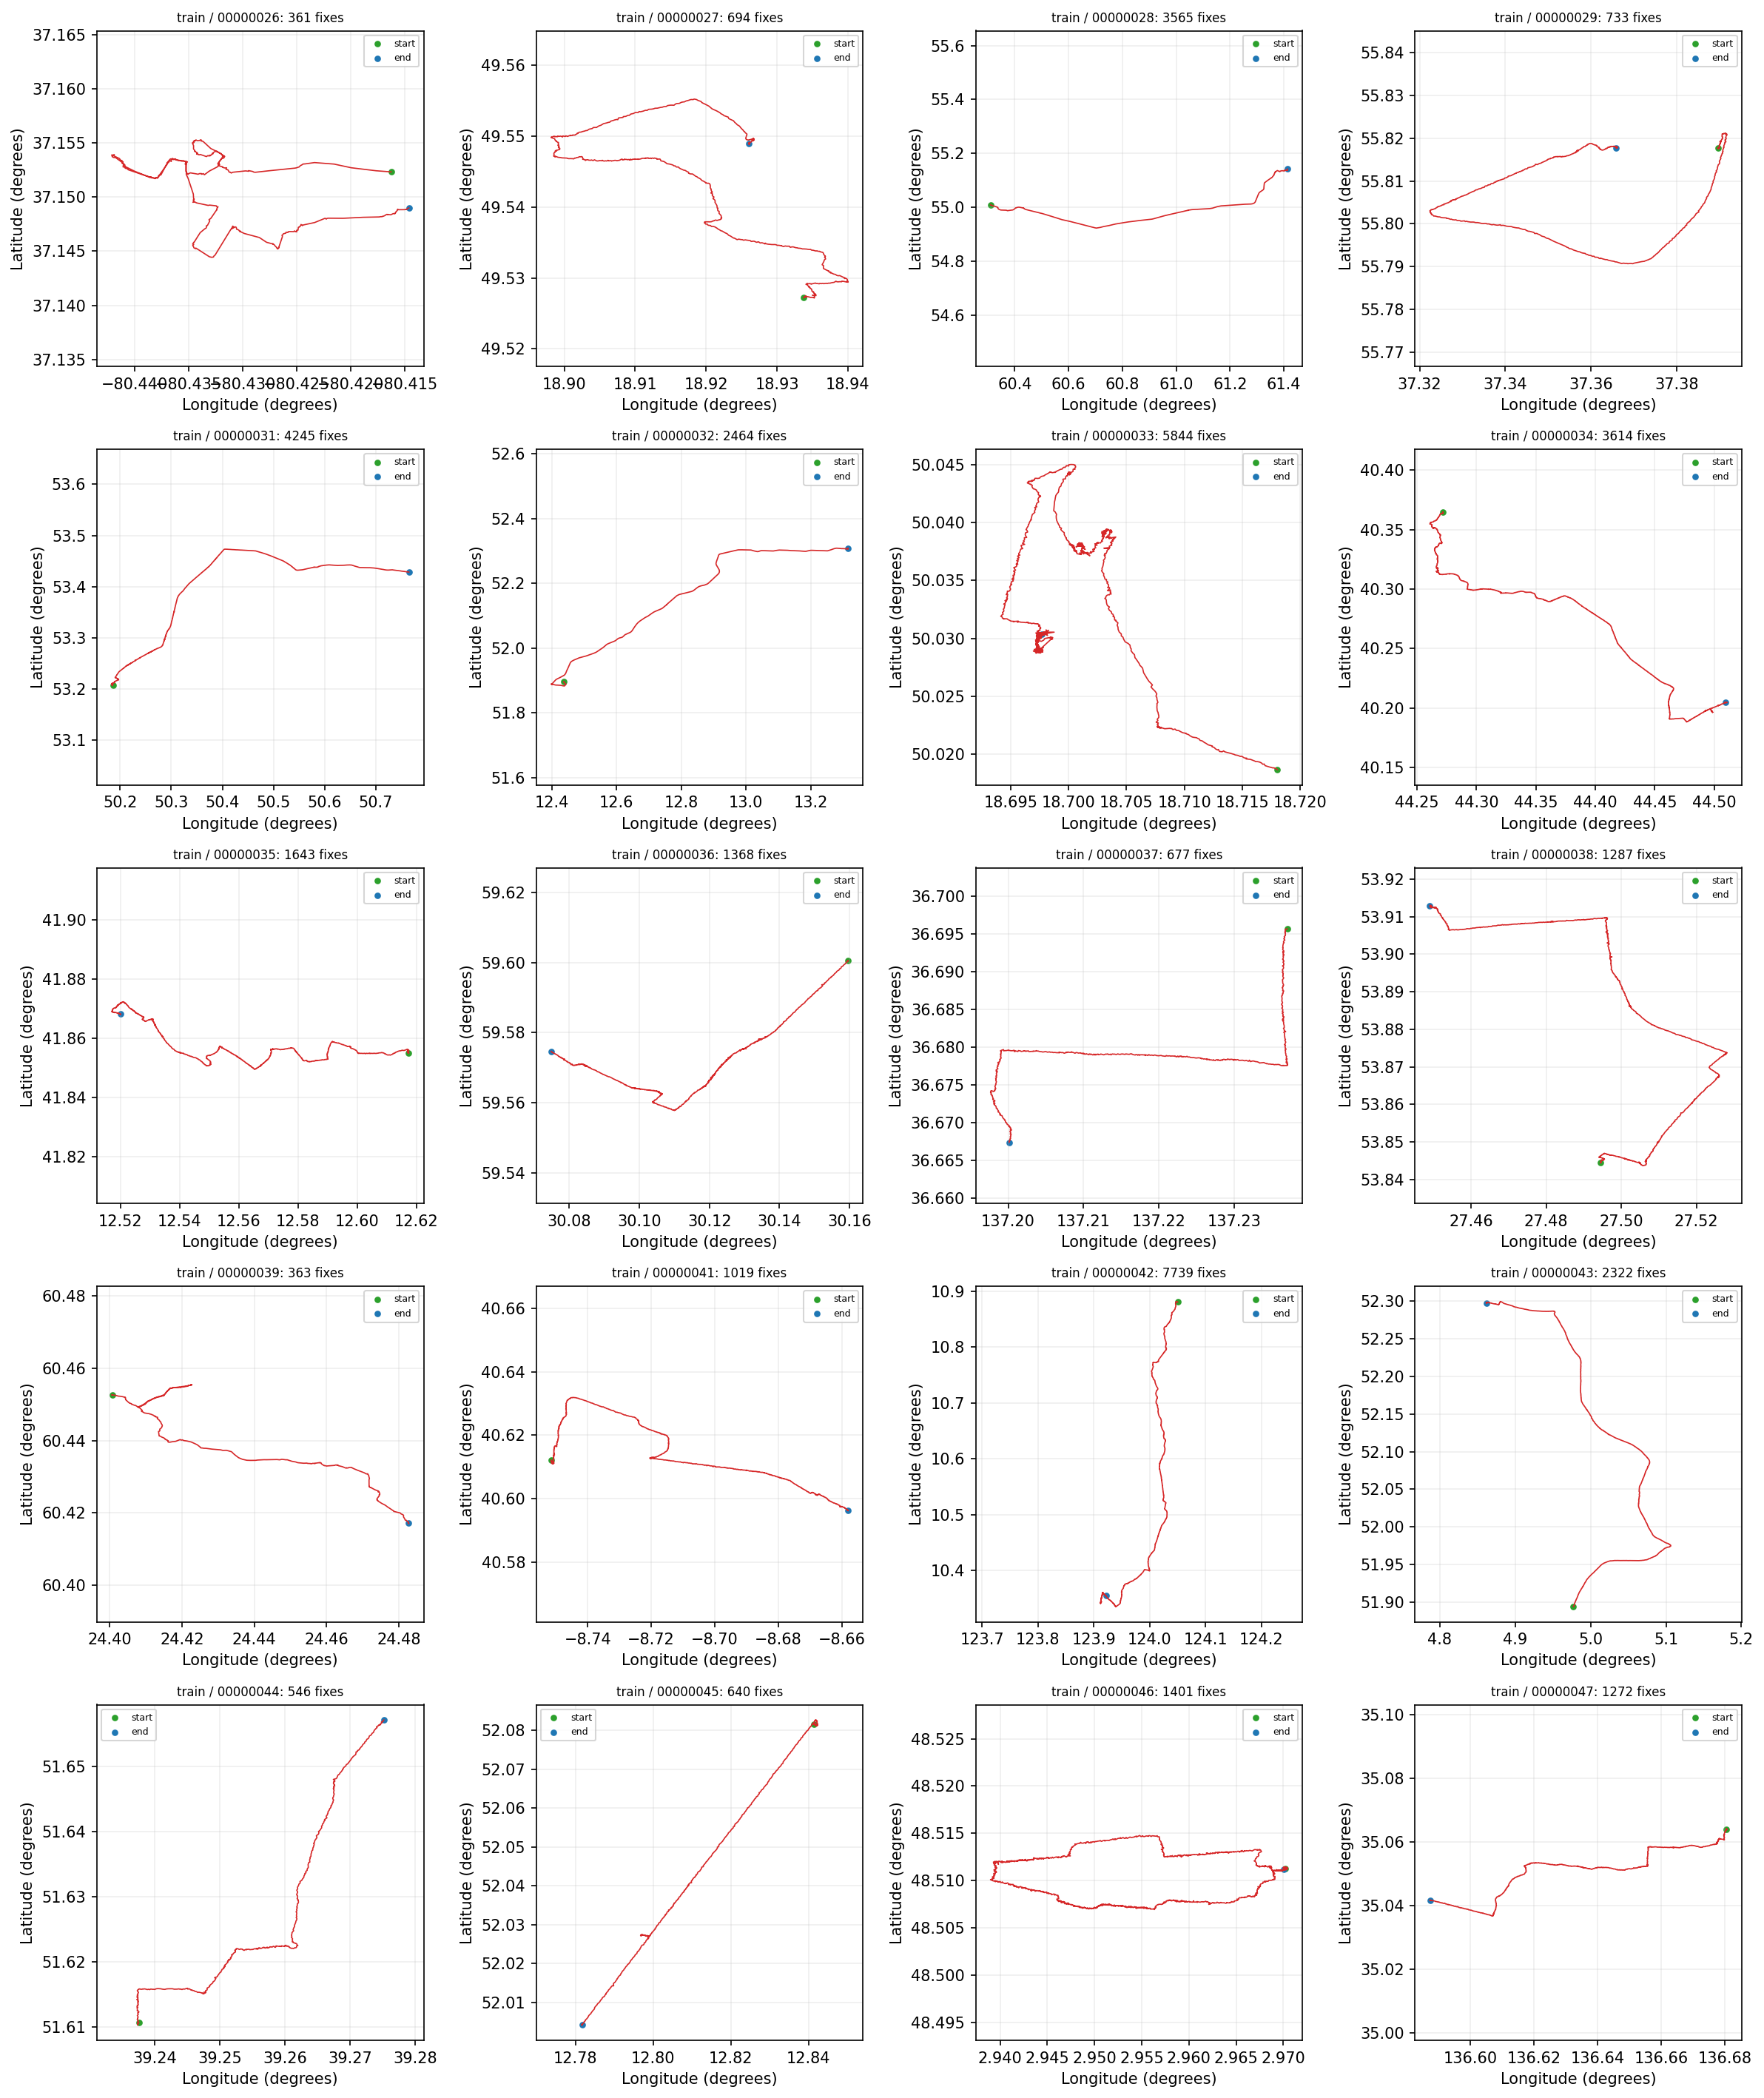 train / 00000026: 361 fixes
start
end
37.165
37.160
37.155
37.150
37.145
37.140
37.135
Latitude (degrees)
−80.440 −80.435 −80.430 −80.425 −80.420 −80.415
Longitude (degrees)
train / 00000027: 694 fixes
start
end
49.56
49.55
49.54
49.53
49.52
Latitude (degrees)
18.90 18.91 18.92 18.93 18.94
Longitude (degrees)
train / 00000028: 3565 fixes
start
end
55.6
55.4
55.2
55.0
54.8
54.6
Latitude (degrees)
60.4 60.6 60.8 61.0 61.2 61.4
Longitude (degrees)
train / 00000029: 733 fixes
start
end
55.84
55.83
55.82
55.81
55.80
55.79
55.78
55.77
Latitude (degrees)
37.32 37.34 37.36 37.38
Longitude (degrees)
train / 00000031: 4245 fixes
start
end
53.6
53.5
53.4
53.3
53.2
53.1
Latitude (degrees)
50.2 50.3 50.4 50.5 50.6 50.7
Longitude (degrees)
train / 00000032: 2464 fixes
start
end
52.6
52.4
52.2
52.0
51.8
51.6
Latitude (degrees)
12.4 12.6 12.8 13.0 13.2
Longitude (degrees)
train / 00000033: 5844 fixes
start
end
50.045
50.040
50.035
50.030
50.025
50.020
Latitude (degrees)
18.695 18.700 18.705 18.710 18.715 18.720
Longitude (degrees)
train / 00000034: 3614 fixes
start
end
40.40
40.35
40.30
40.25
40.20
40.15
Latitude (degrees)
44.25 44.30 44.35 44.40 44.45 44.50
Longitude (degrees)
train / 00000035: 1643 fixes
start
end
41.90
41.88
41.86
41.84
41.82
Latitude (degrees)
12.52 12.54 12.56 12.58 12.60 12.62
Longitude (degrees)
train / 00000036: 1368 fixes
start
end
59.62
59.60
59.58
59.56
59.54
Latitude (degrees)
30.08 30.10 30.12 30.14 30.16
Longitude (degrees)
train / 00000037: 677 fixes
start
end
36.700
36.695
36.690
36.685
36.680
36.675
36.670
36.665
36.660
Latitude (degrees)
137.20 137.21 137.22 137.23
Longitude (degrees)
train / 00000038: 1287 fixes
start
end
53.92
53.91
53.90
53.89
53.88
53.87
53.86
53.85
53.84
Latitude (degrees)
27.46 27.48 27.50 27.52
Longitude (degrees)
train / 00000039: 363 fixes
start
end
60.48
60.46
60.44
60.42
60.40
Latitude (degrees)
24.40 24.42 24.44 24.46 24.48
Longitude (degrees)
train / 00000041: 1019 fixes
start
end
40.66
40.64
40.62
40.60
40.58
Latitude (degrees)
−8.74 −8.72 −8.70 −8.68 −8.66
Longitude (degrees)
train / 00000042: 7739 fixes
start
end
10.9
10.8
10.7
10.6
10.5
10.4
Latitude (degrees)
123.7 123.8 123.9 124.0 124.1 124.2
Longitude (degrees)
train / 00000043: 2322 fixes
start
end
52.30
52.25
52.20
52.15
52.10
52.05
52.00
51.95
51.90
Latitude (degrees)
4.8 4.9 5.0 5.1 5.2
Longitude (degrees)
train / 00000044: 546 fixes
start
end
51.65
51.64
51.63
51.62
51.61
Latitude (degrees)
39.24 39.25 39.26 39.27 39.28
Longitude (degrees)
train / 00000045: 640 fixes
start
end
52.08
52.07
52.06
52.05
52.04
52.03
52.02
52.01
Latitude (degrees)
12.78 12.80 12.82 12.84
Longitude (degrees)
train / 00000046: 1401 fixes
start
end
48.525
48.520
48.515
48.510
48.505
48.500
48.495
Latitude (degrees)
2.940 2.945 2.950 2.955 2.960 2.965 2.970
Longitude (degrees)
train / 00000047: 1272 fixes
start
end
35.10
35.08
35.06
35.04
35.02
35.00
Latitude (degrees)
136.60 136.62 136.64 136.66 136.68
Longitude (degrees)